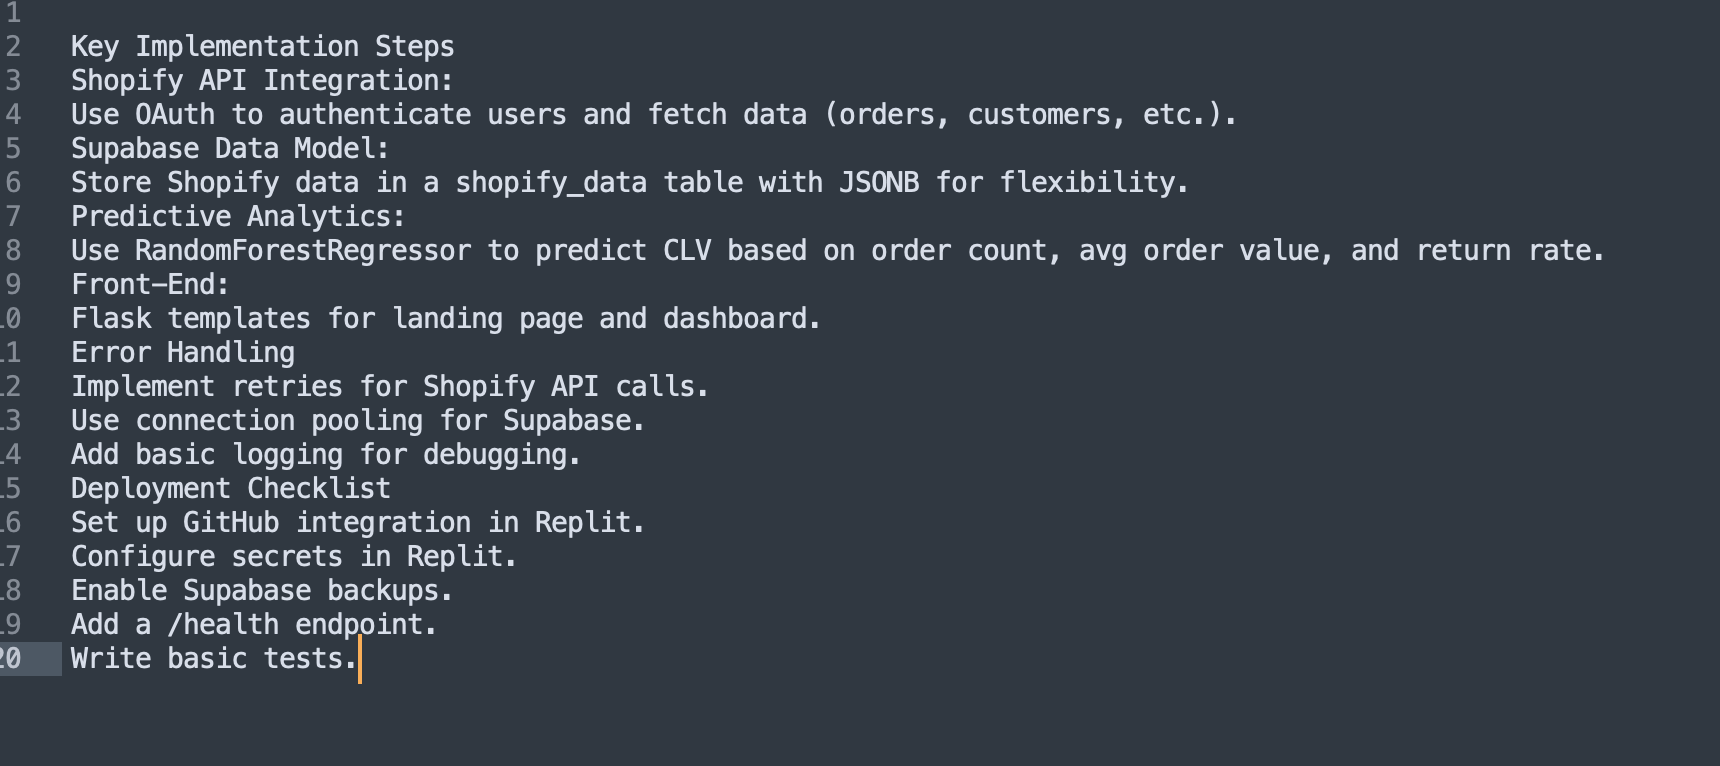 1
2 Key Implementation Steps
3 Shopify API Integration:
4 Use OAuth to authenticate users and fetch data (orders, customers, etc.).
5 Supabase Data Model:
6 Store Shopify data in a shopify_data table with JSONB for flexibility.
7 Predictive Analytics:
8 Use RandomForestRegressor to predict CLV based on order count, avg order value, and return rate.
9 Front-End:
10 Flask templates for landing page and dashboard.
11 Error Handling
12 Implement retries for Shopify API calls.
13 Use connection pooling for Supabase.
14 Add basic logging for debugging.
15 Deployment Checklist
16 Set up GitHub integration in Replit.
17 Configure secrets in Replit.
18 Enable Supabase backups.
19 Add a /health endpoint.
20 Write basic tests.